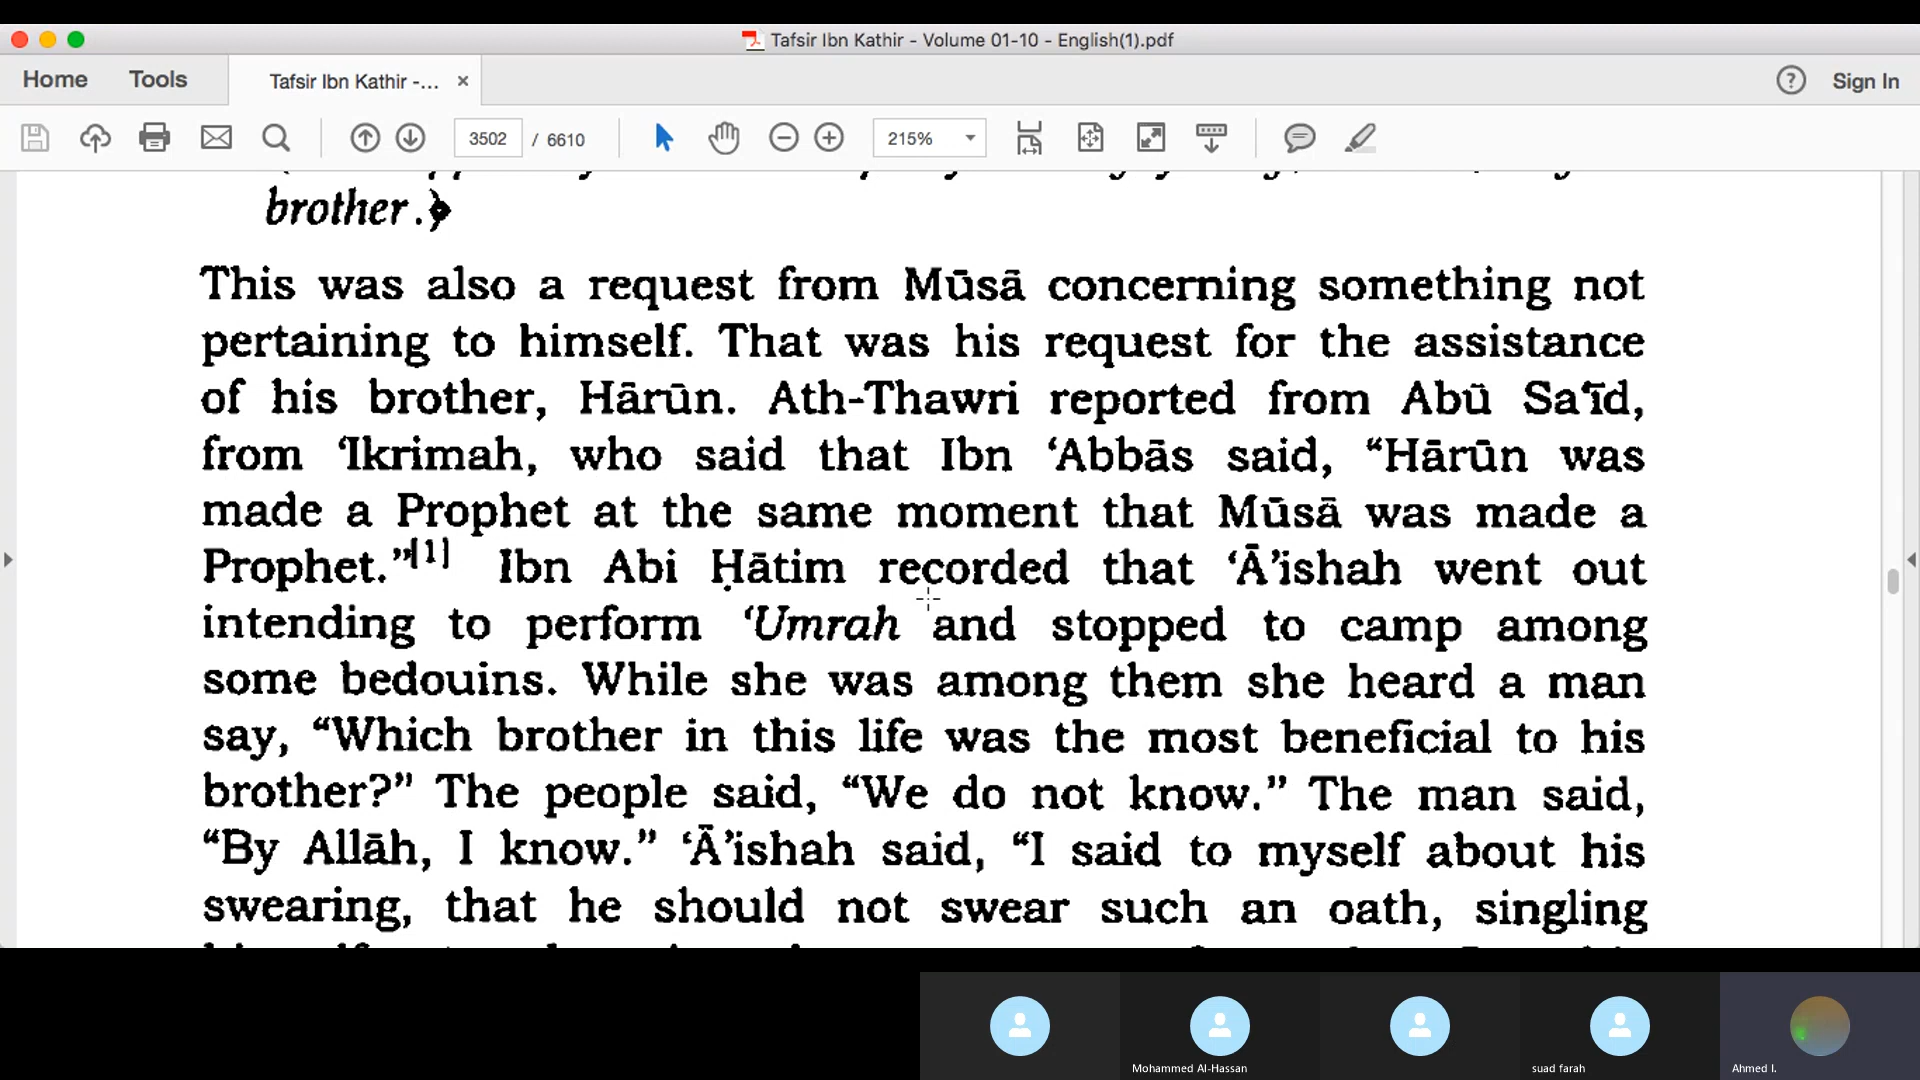 Tafsir Ibn Kathir - Volume 01-10 - English(1).pdf
Home Tools Tafsir Ibn Kathir -... × ? Sign In
3502 / 6610 215%
brother.﴿
This was also a request from Mūsā concerning something not
pertaining to himself. That was his request for the assistance
of his brother, Hārūn. Ath-Thawri reported from Abū Sa‘īd,
from ‘Ikrimah, who said that Ibn ‘Abbās said, “Hārūn was
made a Prophet at the same moment that Mūsā was made a
Prophet.”[1] Ibn Abi Ḥātim recorded that ‘Ā’ishah went out
intending to perform ‘Umrah and stopped to camp among
some bedouins. While she was among them she heard a man
say, “Which brother in this life was the most beneficial to his
brother?” The people said, “We do not know.” The man said,
“By Allāh, I know.” ‘Ā’ishah said, “I said to myself about his
swearing, that he should not swear such an oath, singling
Mohammed Al-Hassan suad farah Ahmed I.